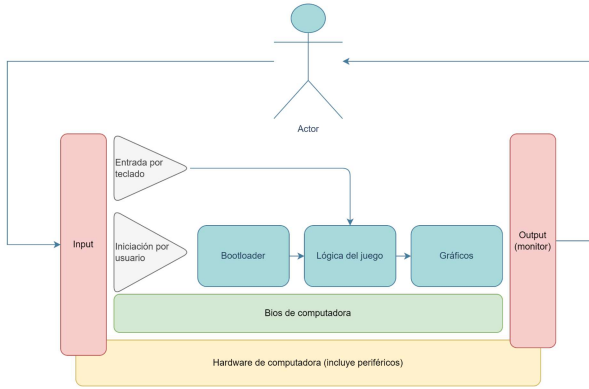 Actor
Entrada por
teclado
Input
Iniciación por
usuario
Bootloader
Lógica del juego
Gráficos
Output
(monitor)
Bios de computadora
Hardware de computadora (incluye periféricos)